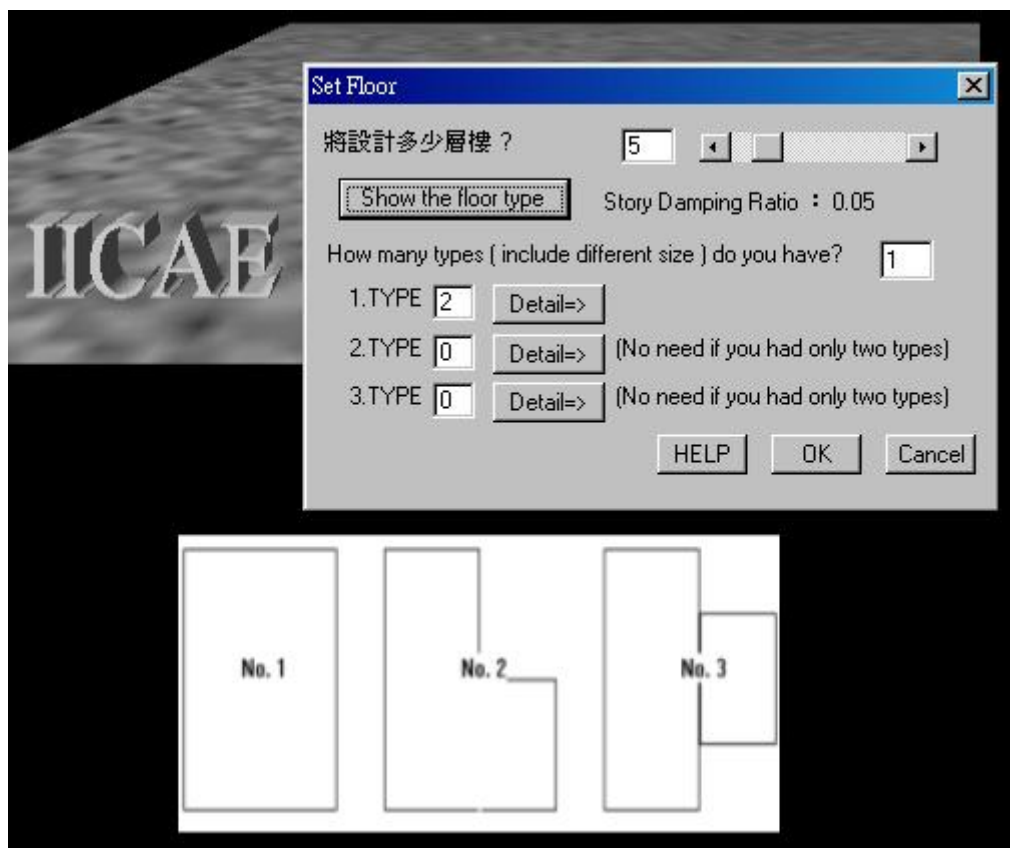 Set Floor
將設計多少層樓？ 5
Show the floor type Story Damping Ratio：0.05
IICAE
How many types ( include different size ) do you have? 1
1.TYPE 2 Detail=>
2.TYPE 0 Detail=> (No need if you had only two types)
3.TYPE 0 Detail=> (No need if you had only two types)
HELP OK Cancel
No. 1 No. 2 No. 3